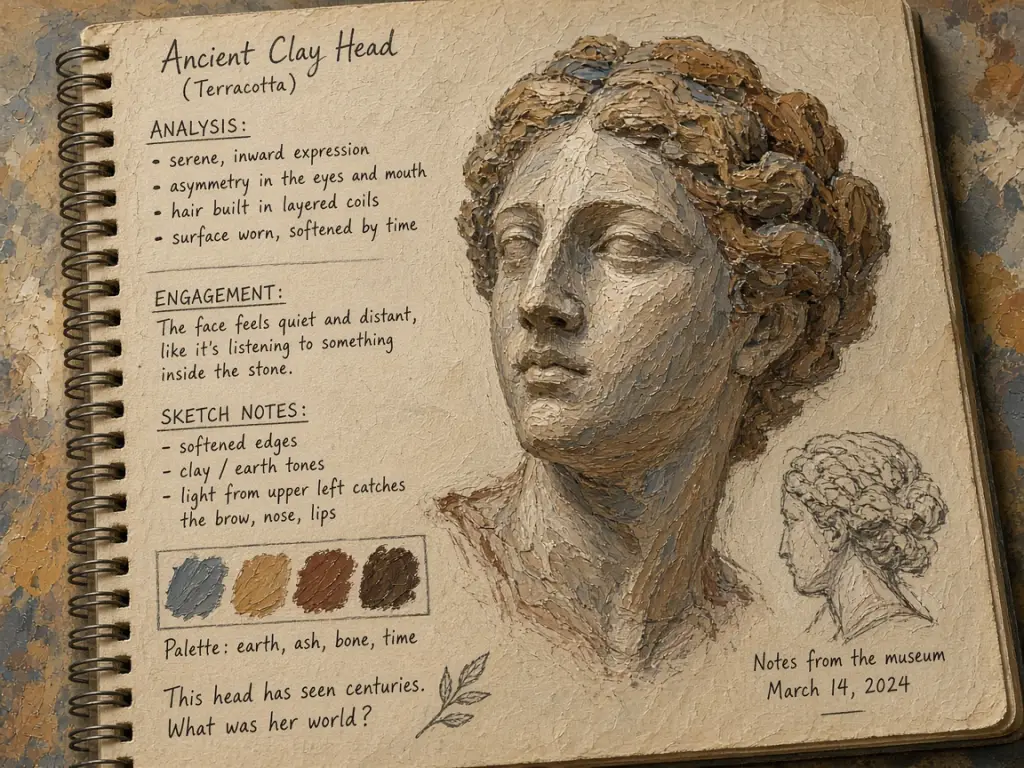 Ancient Clay Head
(Terracotta)
ANALYSIS:
• serene, inward expression
• asymmetry in the eyes and mouth
• hair built in layered coils
• surface worn, softened by time
ENGAGEMENT:
The face feels quiet and distant,
like it's listening to something
inside the stone.
SKETCH NOTES:
- softened edges
- clay / earth tones
- light from upper left catches
the brow, nose, lips
Palette: earth, ash, bone, time
This head has seen centuries.
What was her world?
Notes from the museum
March 14, 2024